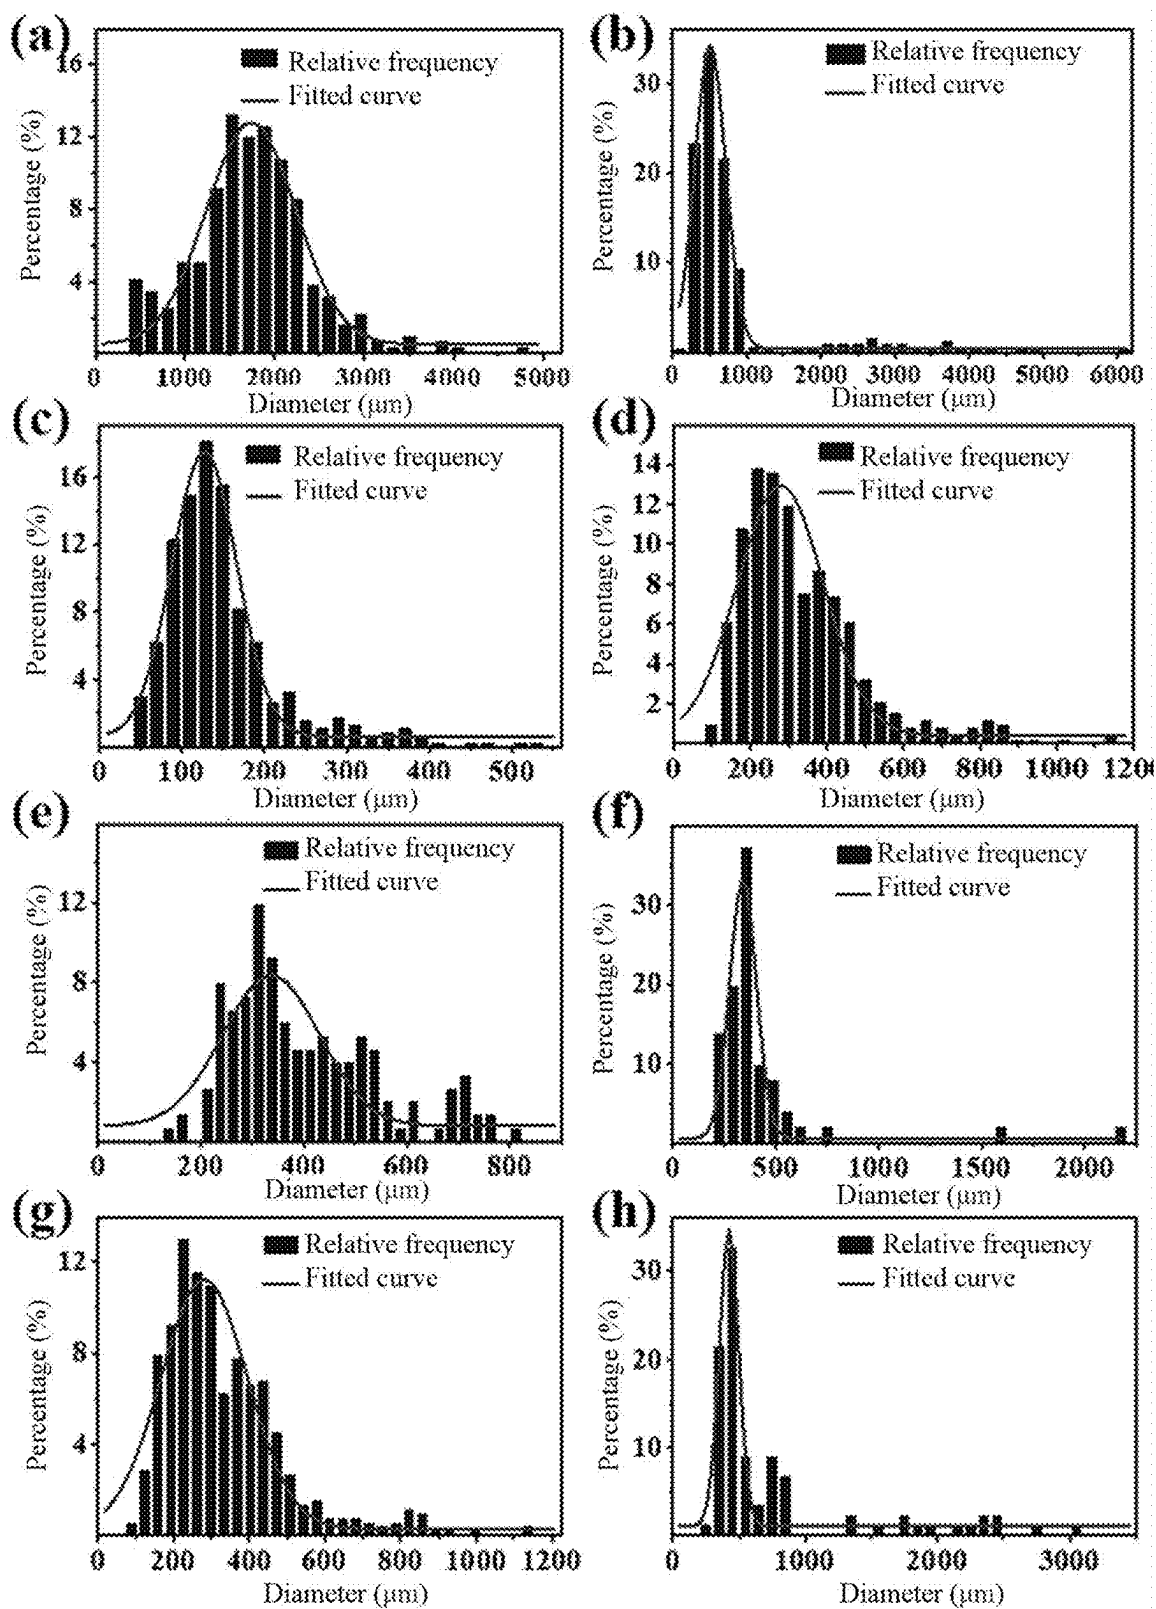 (a)
16
12
8
4
Percentage (%)
Relative frequency
Fitted curve
0 1000 2000 3000 4000 5000
Diameter (μm)
(b)
30
20
10
Percentage (%)
Relative frequency
Fitted curve
0 1000 2000 3000 4000 5000 6000
Diameter (μm)
(c)
16
12
8
4
Percentage (%)
Relative frequency
Fitted curve
0 100 200 300 400 500
Diameter (μm)
(d)
14
12
10
8
6
4
2
Percentage (%)
Relative frequency
Fitted curve
0 200 400 600 800 1000 120
Diameter (μm)
(e)
12
8
4
Percentage (%)
Relative frequency
Fitted curve
0 200 400 600 800
Diameter (μm)
(f)
30
20
10
Percentage (%)
Relative frequency
Fitted curve
0 500 1000 1500 2000
Diameter (μm)
(g)
12
8
4
Percentage (%)
Relative frequency
Fitted curve
0 200 400 600 800 1000 1200
Diameter (μm)
(h)
30
20
10
Percentage (%)
Relative frequency
Fitted curve
0 1000 2000 3000
Diameter (μm)